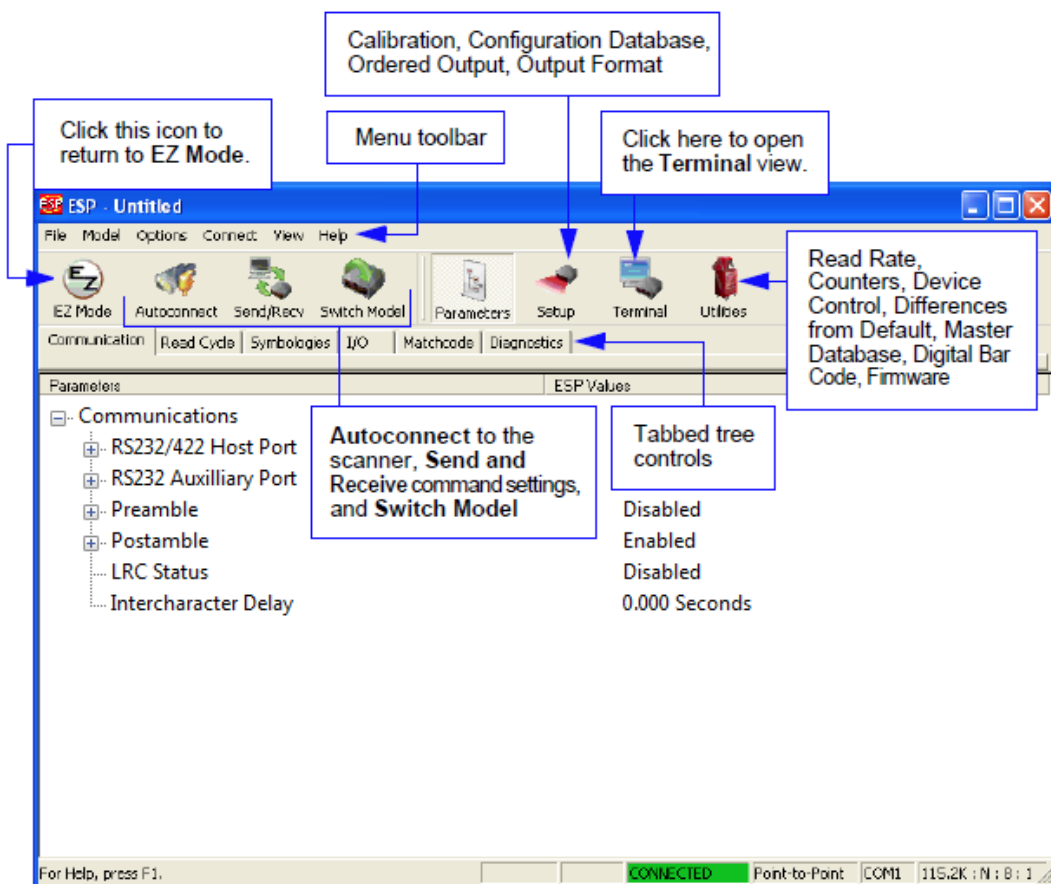 Calibration, Configuration Database,
Ordered Output, Output Format
Click this icon to
return to EZ Mode.
Menu toolbar
Click here to open
the Terminal view.
ESP - Untitled
File Model Options Connect View Help
EZ Mode Autoconnect Send/Recv Switch Model Parameters Setup Terminal Utilities
Read Rate,
Counters, Device
Control, Differences
from Default, Master
Database, Digital Bar
Code, Firmware
Communication Read Cycle Symbologies I/O Matchcode Diagnostics
Parameters ESP Values
Communications
RS232/422 Host Port
RS232 Auxilliary Port
Preamble Disabled
Postamble Enabled
LRC Status Disabled
Intercharacter Delay 0.000 Seconds
Autoconnect to the
scanner, Send and
Receive command settings,
and Switch Model
Tabbed tree
controls
For Help, press F1. CONNECTED Point-to-Point COM1 115.2K : N : 8 : 1